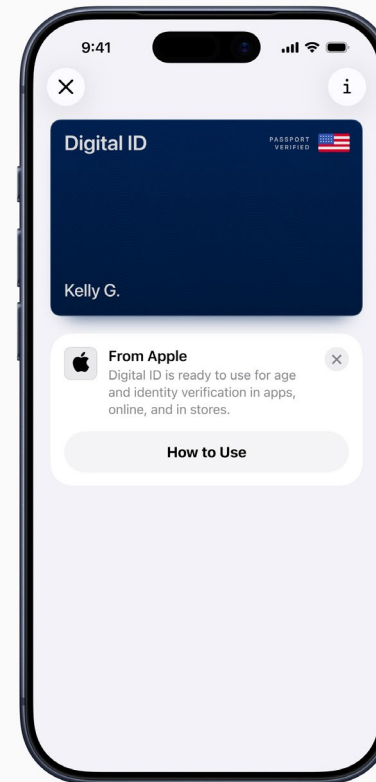 9:41
i
Digital ID
PASSPORT
VERIFIED
Kelly G.
From Apple
Digital ID is ready to use for age
and identity verification in apps,
online, and in stores.
How to Use